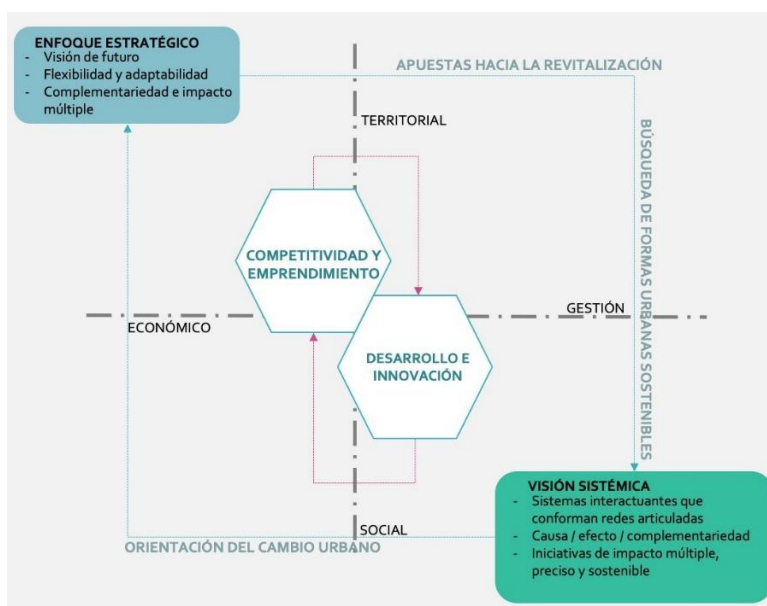 ENFOQUE ESTRATÉGICO
- Visión de futuro
- Flexibilidad y adaptabilidad
- Complementariedad e impacto
múltiple
APUESTAS HACIA LA REVITALIZACIÓN
TERRITORIAL
BÚSQUEDA DE FORMAS URBANAS SOSTENIBLES
COMPETITIVIDAD Y
EMPRENDIMIENTO
ECONÓMICO
GESTIÓN
DESARROLLO E
INNOVACIÓN
VISIÓN SISTÉMICA
- Sistemas interactuantes que
conforman redes articuladas
- Causa / efecto / complementariedad
- Iniciativas de impacto múltiple,
preciso y sostenible
SOCIAL
ORIENTACIÓN DEL CAMBIO URBANO